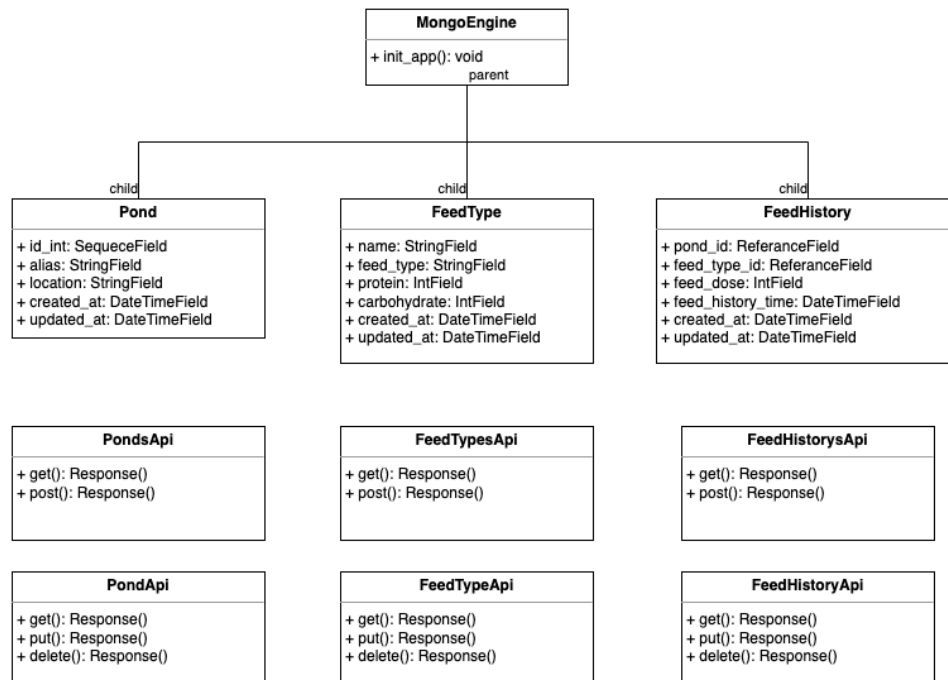 MongoEngine
+ init_app(): void
parent
child
child
child
Pond
+ id_int: SequeceField
+ alias: StringField
+ location: StringField
+ created_at: DateTimeField
+ updated_at: DateTimeField
FeedType
+ name: StringField
+ feed_type: StringField
+ protein: IntField
+ carbohydrate: IntField
+ created_at: DateTimeField
+ updated_at: DateTimeField
FeedHistory
+ pond_id: ReferanceField
+ feed_type_id: ReferanceField
+ feed_dose: IntField
+ feed_history_time: DateTimeField
+ created_at: DateTimeField
+ updated_at: DateTimeField
PondsApi
+ get(): Response()
+ post(): Response()
FeedTypesApi
+ get(): Response()
+ post(): Response()
FeedHistorysApi
+ get(): Response()
+ post(): Response()
PondApi
+ get(): Response()
+ put(): Response()
+ delete(): Response()
FeedTypeApi
+ get(): Response()
+ put(): Response()
+ delete(): Response()
FeedHistoryApi
+ get(): Response()
+ put(): Response()
+ delete(): Response()